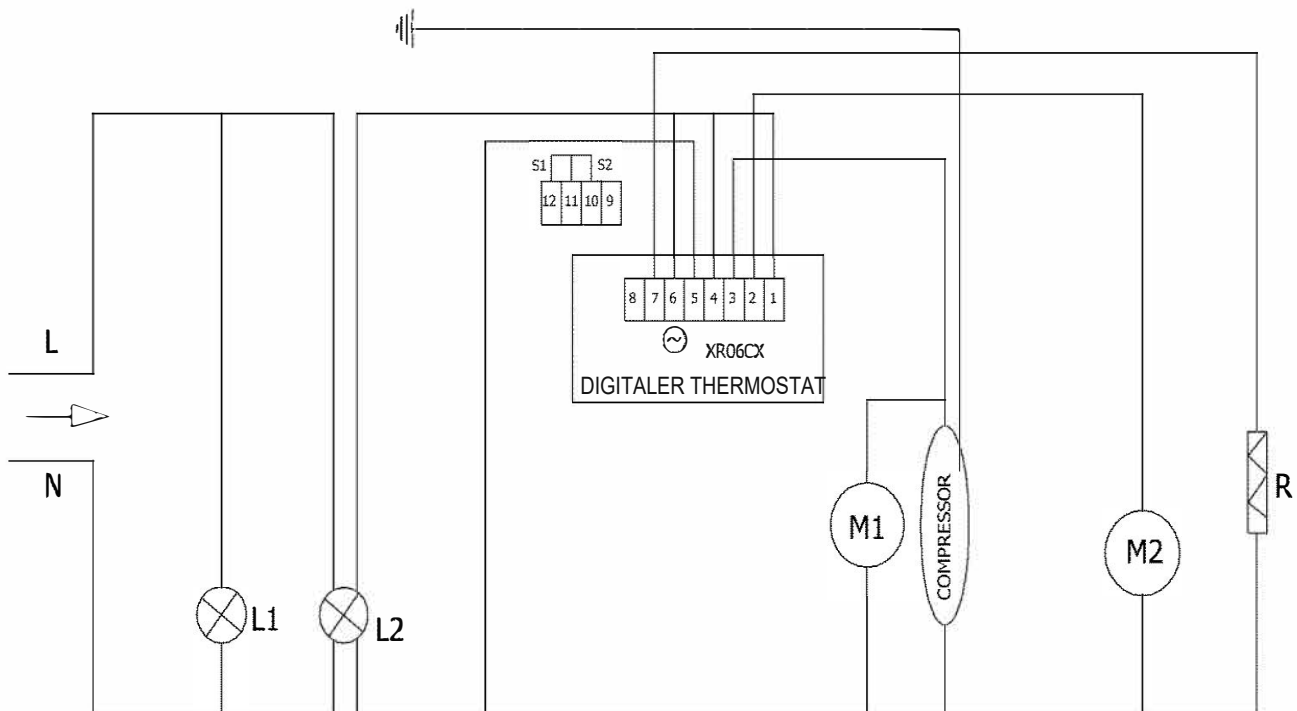 S1 S2
12 11 10 9
8 7 6 5 4 3 2 1
XR06CX
DIGITALER THERMOSTAT
L
N
M1
COMPRESSOR
M2
R
L1
L2